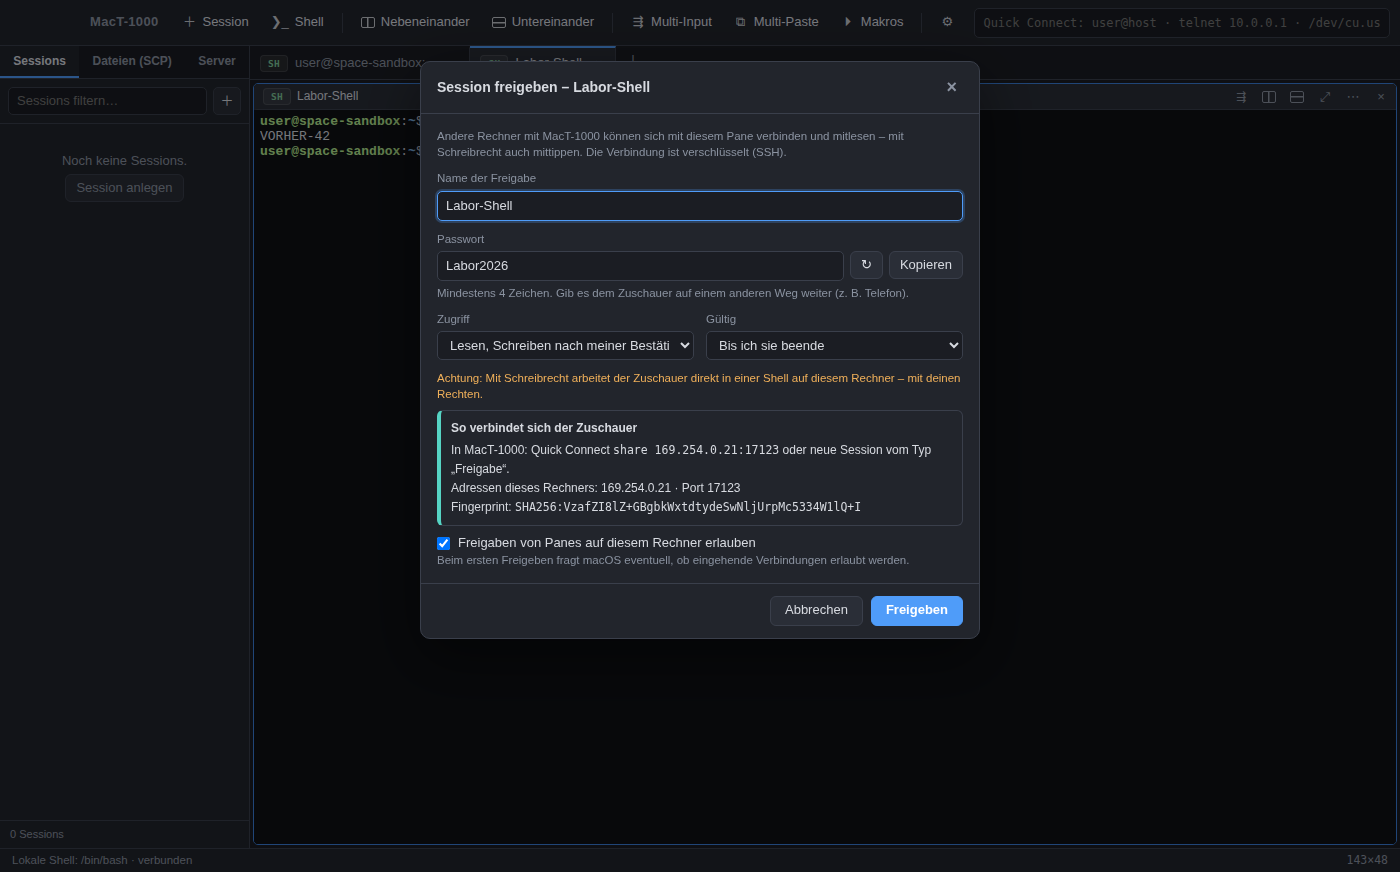 MacT-1000
Session
Shell
Nebeneinander
Untereinander
Multi-Input
Multi-Paste
Makros
Quick Connect: user@host · telnet 10.0.0.1 · /dev/cu.us
Sessions
Dateien (SCP)
Server
SH user@space-sandbox:
Sessions filtern…
SH Labor-Shell
user@space-sandbox:~$
VORHER-42
user@space-sandbox:~$
Noch keine Sessions.
Session anlegen
0 Sessions
Session freigeben – Labor-Shell
Andere Rechner mit MacT-1000 können sich mit diesem Pane verbinden und mitlesen – mit
Schreibrecht auch mittippen. Die Verbindung ist verschlüsselt (SSH).
Name der Freigabe
Labor-Shell
Passwort
Labor2026
Kopieren
Mindestens 4 Zeichen. Gib es dem Zuschauer auf einem anderen Weg weiter (z. B. Telefon).
Zugriff
Gültig
Lesen, Schreiben nach meiner Bestäti
Bis ich sie beende
Achtung: Mit Schreibrecht arbeitet der Zuschauer direkt in einer Shell auf diesem Rechner – mit deinen
Rechten.
So verbindet sich der Zuschauer
In MacT-1000: Quick Connect share 169.254.0.21:17123 oder neue Session vom Typ
„Freigabe“.
Adressen dieses Rechners: 169.254.0.21 · Port 17123
Fingerprint: SHA256:VzafZI8lZ+GBgbkWxtdtydeSwNljUrpMc5334W1lQ+I
Freigaben von Panes auf diesem Rechner erlauben
Beim ersten Freigeben fragt macOS eventuell, ob eingehende Verbindungen erlaubt werden.
Abbrechen
Freigeben
Lokale Shell: /bin/bash · verbunden
143×48